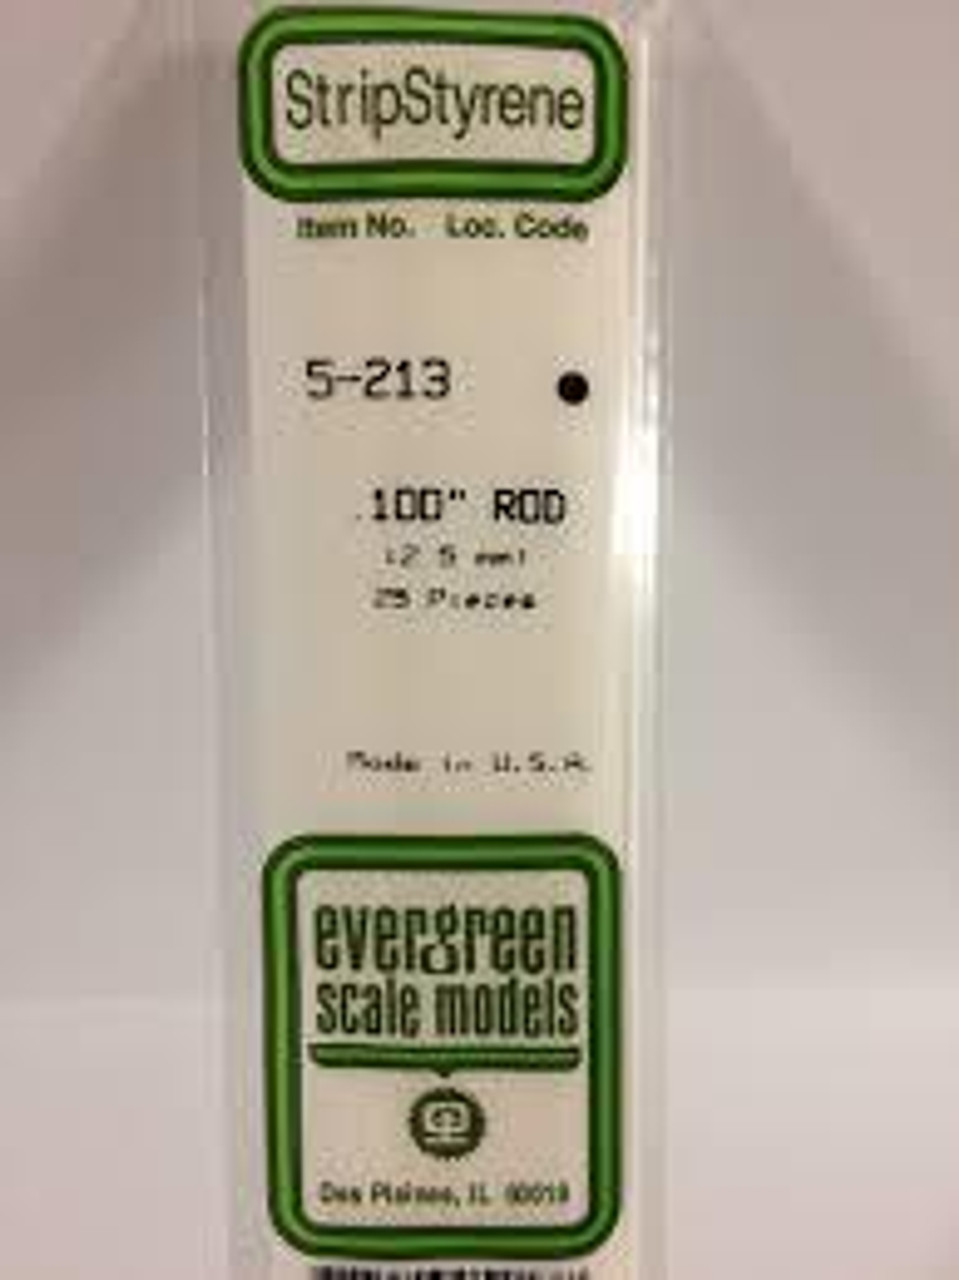 StripStyrene
Item No. Loc. Code
5-213
.100" ROD
(2.5 mm)
25 Pieces
Made in U.S.A.
evergreen
scale models
Des Plaines, IL 60018